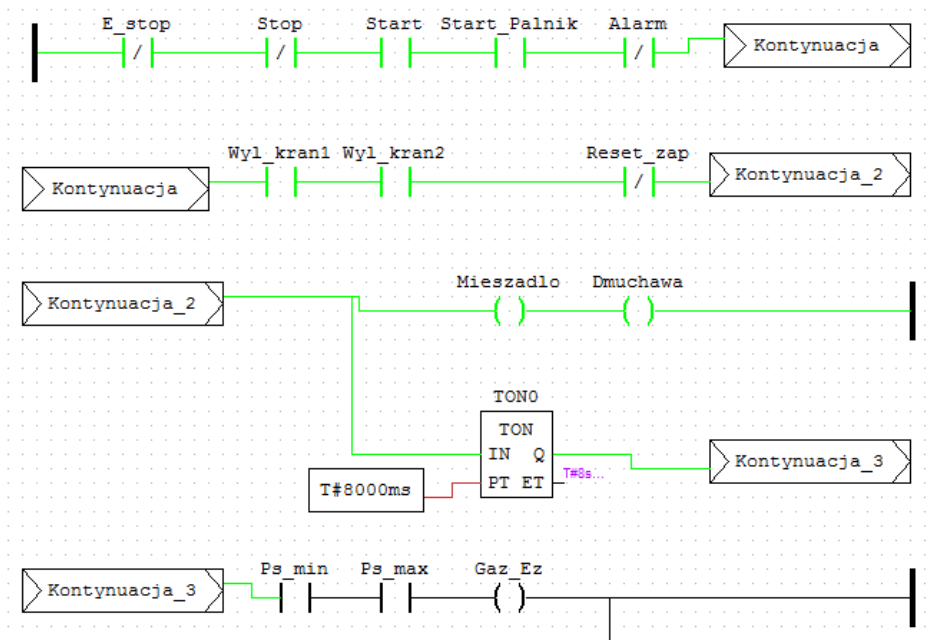 E_stop Stop Start Start_Palnik Alarm
/ / /
Kontynuacja
Wyl_kran1 Wyl_kran2 Reset_zap
Kontynuacja / Kontynuacja_2
Mieszadlo Dmuchawa
Kontynuacja_2 ( ) ( )
TON0
TON
IN Q
Kontynuacja_3
T#8s...
T#8000ms PT ET
Ps_min Ps_max Gaz_Ez
Kontynuacja_3 ( )